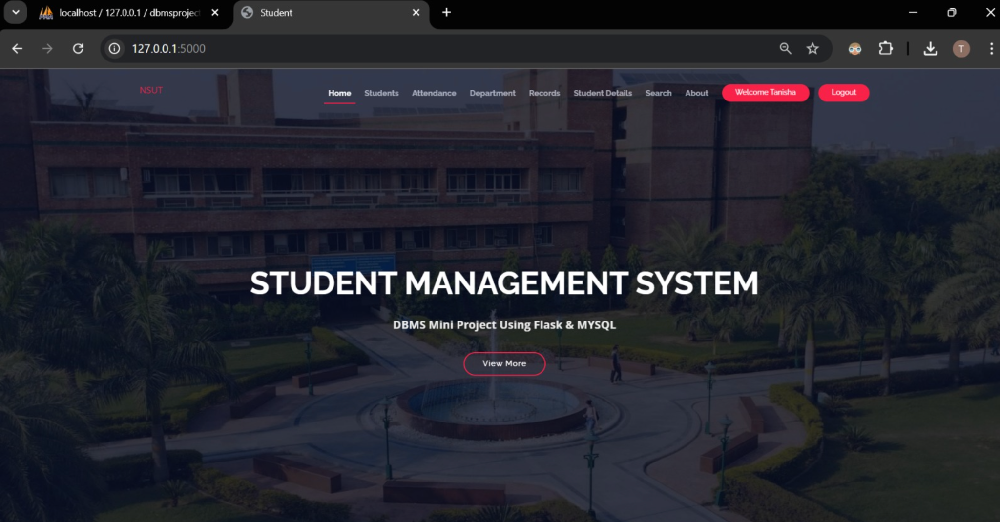 localhost / 127.0.0.1 / dbmsproject
Student
127.0.0.1:5000
T
NSUT
Home Students Attendance Department Records Student Details Search About Welcome Tanisha Logout
STUDENT MANAGEMENT SYSTEM
DBMS Mini Project Using Flask & MYSQL
View More